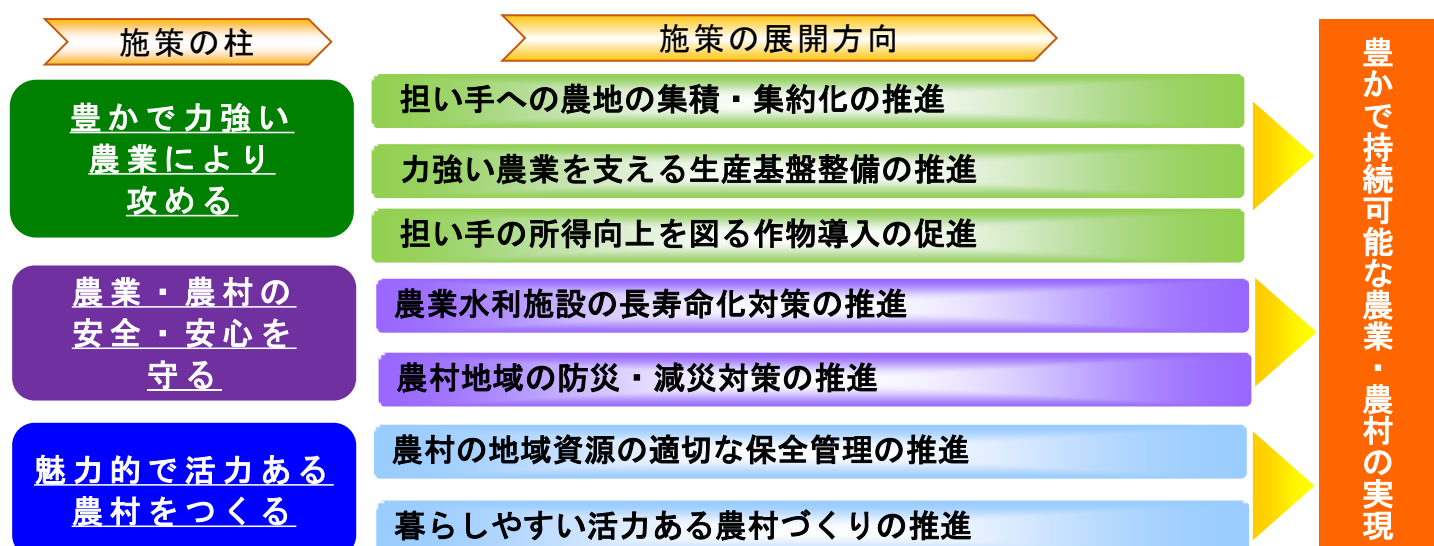 施策の柱
施策の展開方向
豊かで力強い
農業により
攻める
担い手への農地の集積・集約化の推進
力強い農業を支える生産基盤整備の推進
担い手の所得向上を図る作物導入の促進
農業・農村の
安全・安心を
守る
農業水利施設の長寿命化対策の推進
農村地域の防災・減災対策の推進
魅力的で活力ある
農村をつくる
農村の地域資源の適切な保全管理の推進
暮らしやすい活力ある農村づくりの推進
豊かで持続可能な農業・農村の実現